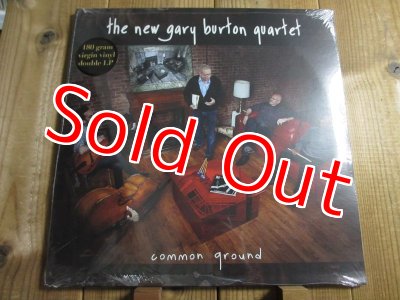 the new gary burton quartet
180 gram
virgin vinyl
double LP
Sold Out
common ground